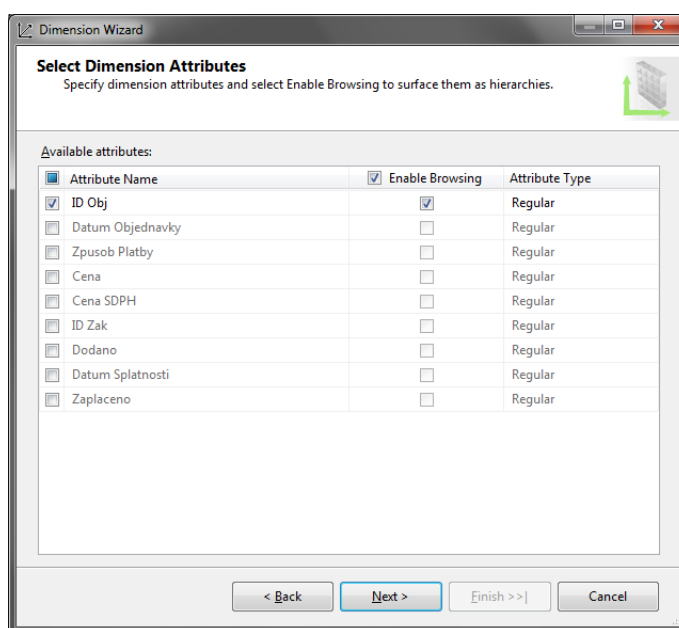 Dimension Wizard
Select Dimension Attributes
Specify dimension attributes and select Enable Browsing to surface them as hierarchies.
Available attributes:
Attribute Name Enable Browsing Attribute Type
ID Obj Regular
Datum Objednavky Regular
Zpusob Platby Regular
Cena Regular
Cena SDPH Regular
ID Zak Regular
Dodano Regular
Datum Splatnosti Regular
Zaplaceno Regular
< Back Next > Finish >>| Cancel